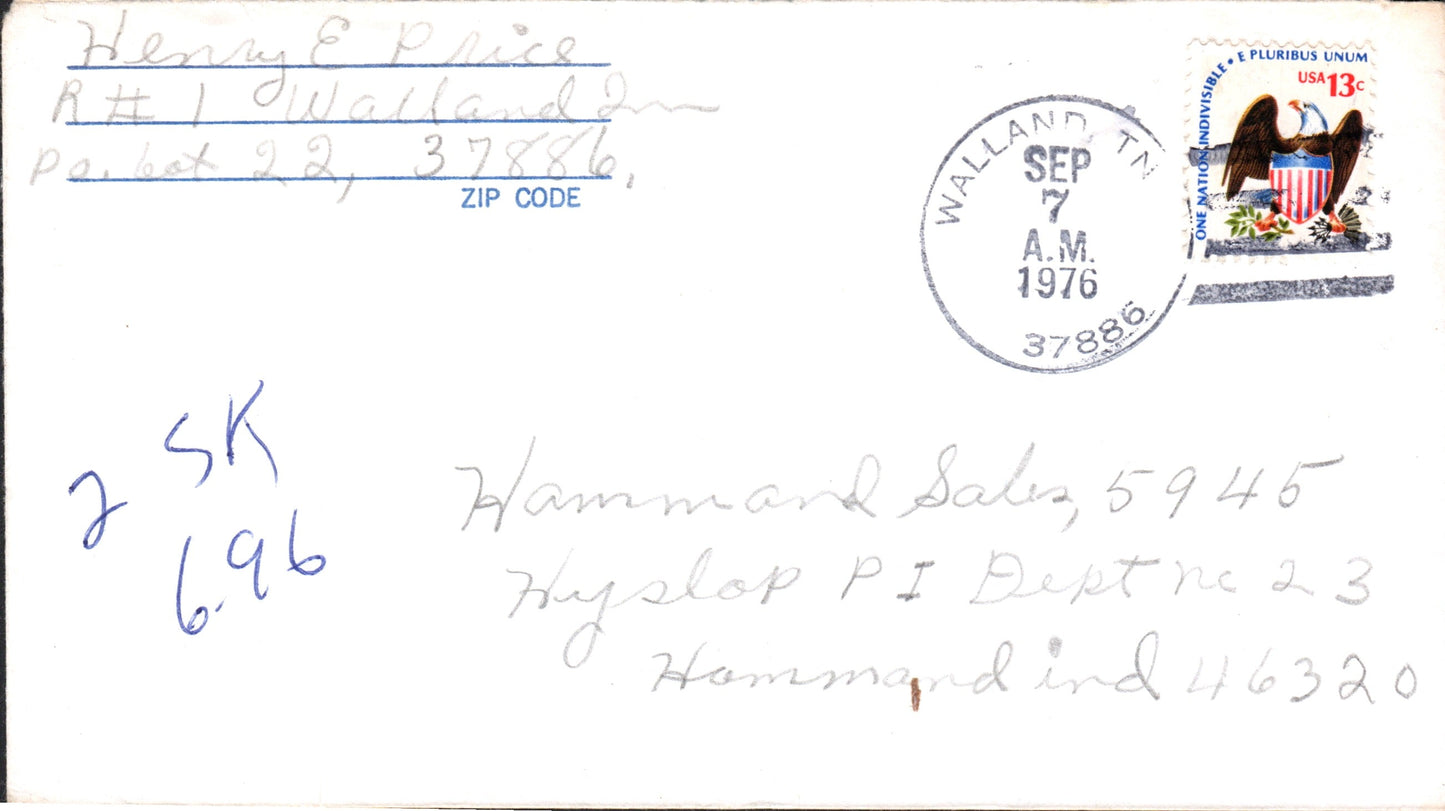 Henry E Price
R # 1 Walland Tnn
Po. box 22, 37886,
ZIP CODE
WALLAND, TN
SEP
7
A.M.
1976
37886
ONE NATION INDIVISIBLE • E PLURIBUS UNUM
USA 13c
2 SK
6.96
Hammand Sales, 5945
Hyslop P I Dept nc 23
Hammand ind 46320